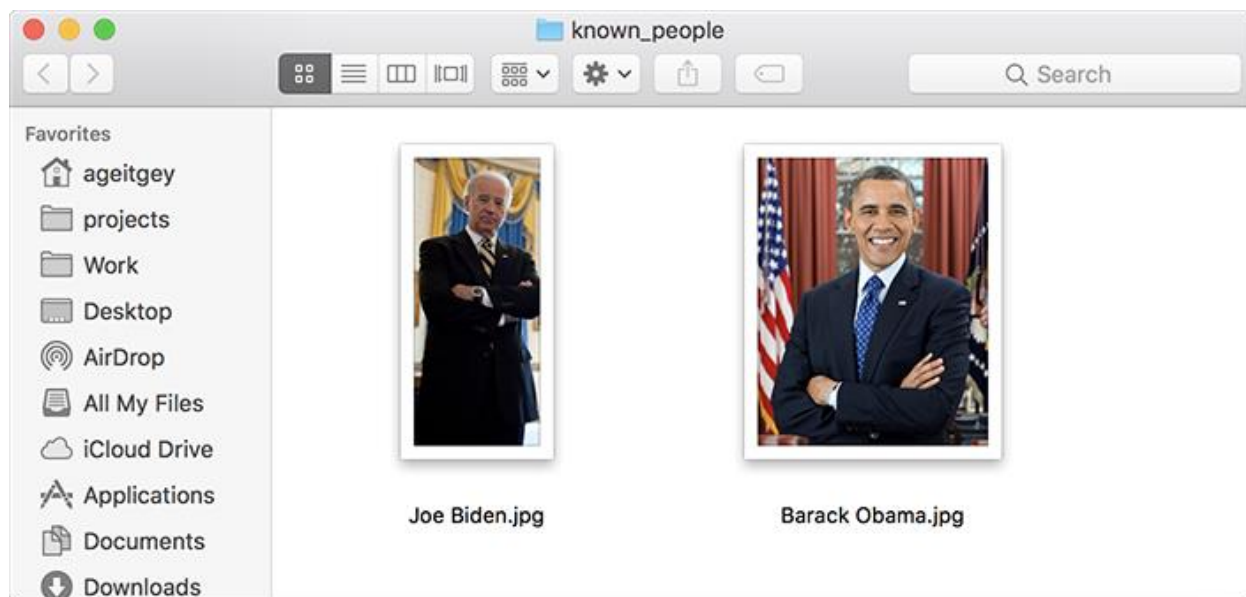 known_people
Search
Favorites
ageitgey
projects
Work
Desktop
AirDrop
All My Files
iCloud Drive
Applications
Documents
Downloads
Joe Biden.jpg
Barack Obama.jpg